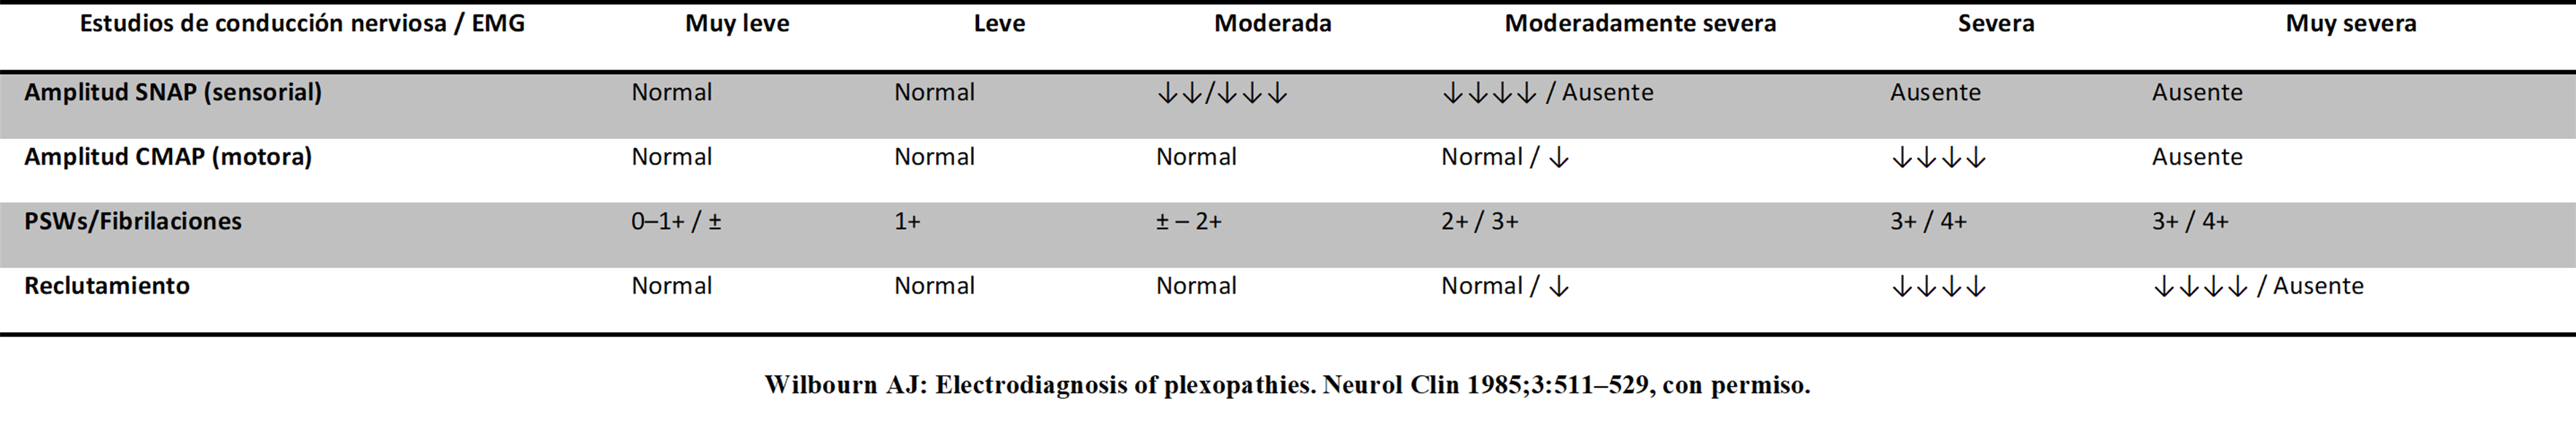 Estudios de conducción nerviosa / EMG Muy leve Leve Moderada Moderadamente severa Severa Muy severa
Amplitud SNAP (sensorial) Normal Normal ↓↓/↓↓↓ ↓↓↓↓ / Ausente Ausente Ausente
Amplitud CMAP (motora) Normal Normal Normal Normal / ↓ ↓↓↓↓ Ausente
PSWs/Fibrilaciones 0–1+ / ± 1+ ± – 2+ 2+ / 3+ 3+ / 4+ 3+ / 4+
Reclutamiento Normal Normal Normal Normal / ↓ ↓↓↓↓ ↓↓↓↓ / Ausente
Wilbourn AJ: Electrodiagnosis of plexopathies. Neurol Clin 1985;3:511–529, con permiso.